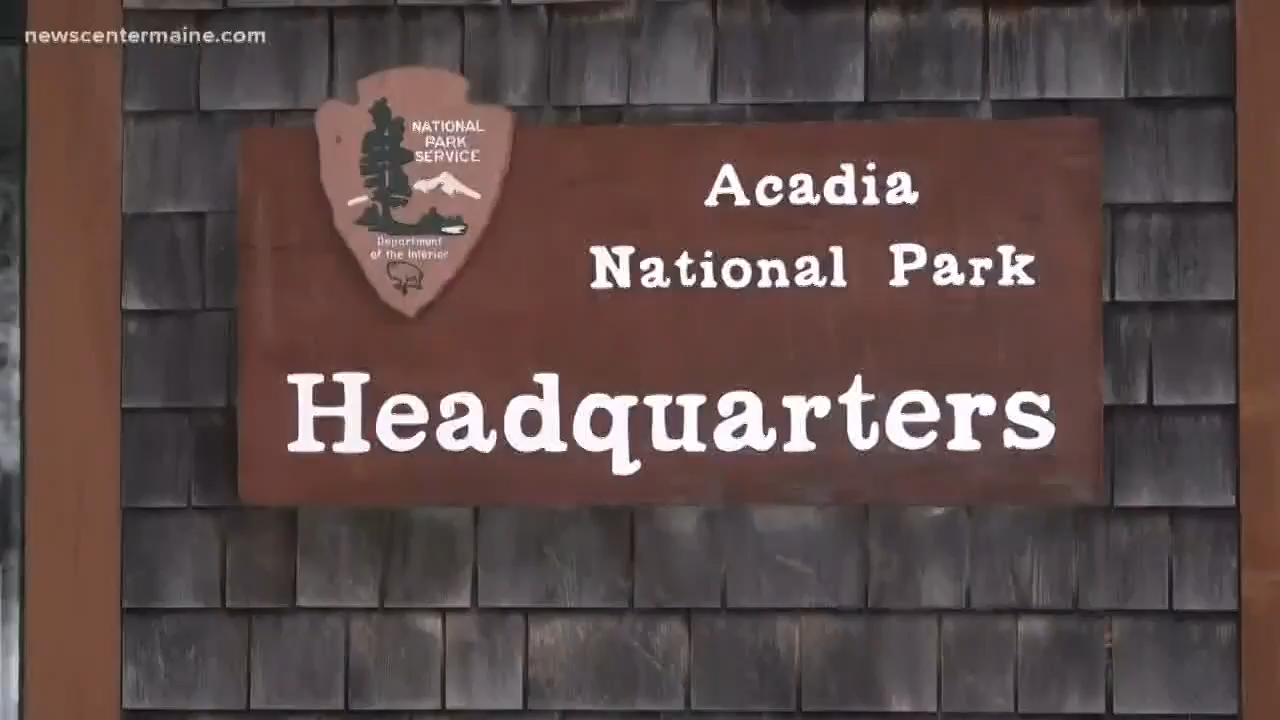 newscentermaine.com
NATIONAL
PARK
SERVICE
Department
of the Interior
Acadia
National Park
Headquarters